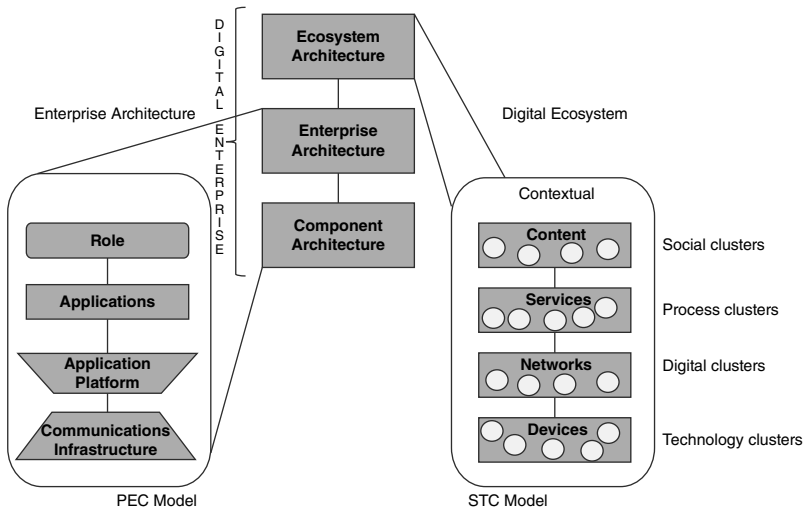 DIGITAL ENTERPRISE
Ecosystem
Architecture
Enterprise Architecture
Digital Ecosystem
Enterprise
Architecture
Component
Architecture
Role
Applications
Application
Platform
Communications
Infrastructure
PEC Model
Contextual
Content
Social clusters
Services
Process clusters
Networks
Digital clusters
Devices
Technology clusters
STC Model